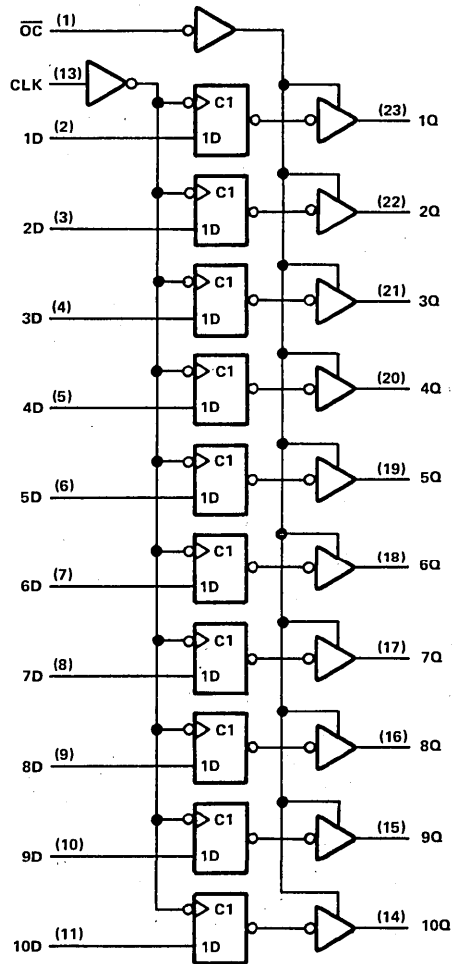 O̅C̅ (1)
CLK (13)
C1
(23)
1Q
1D (2)
1D
C1
(22)
2Q
2D (3)
1D
C1
(21)
3Q
3D (4)
1D
C1
(20)
4Q
4D (5)
1D
C1
(19)
5Q
5D (6)
1D
C1
(18)
6Q
6D (7)
1D
C1
(17)
7Q
7D (8)
1D
C1
(16)
8Q
8D (9)
1D
C1
(15)
9Q
9D (10)
1D
C1
(14)
10Q
10D (11)
1D